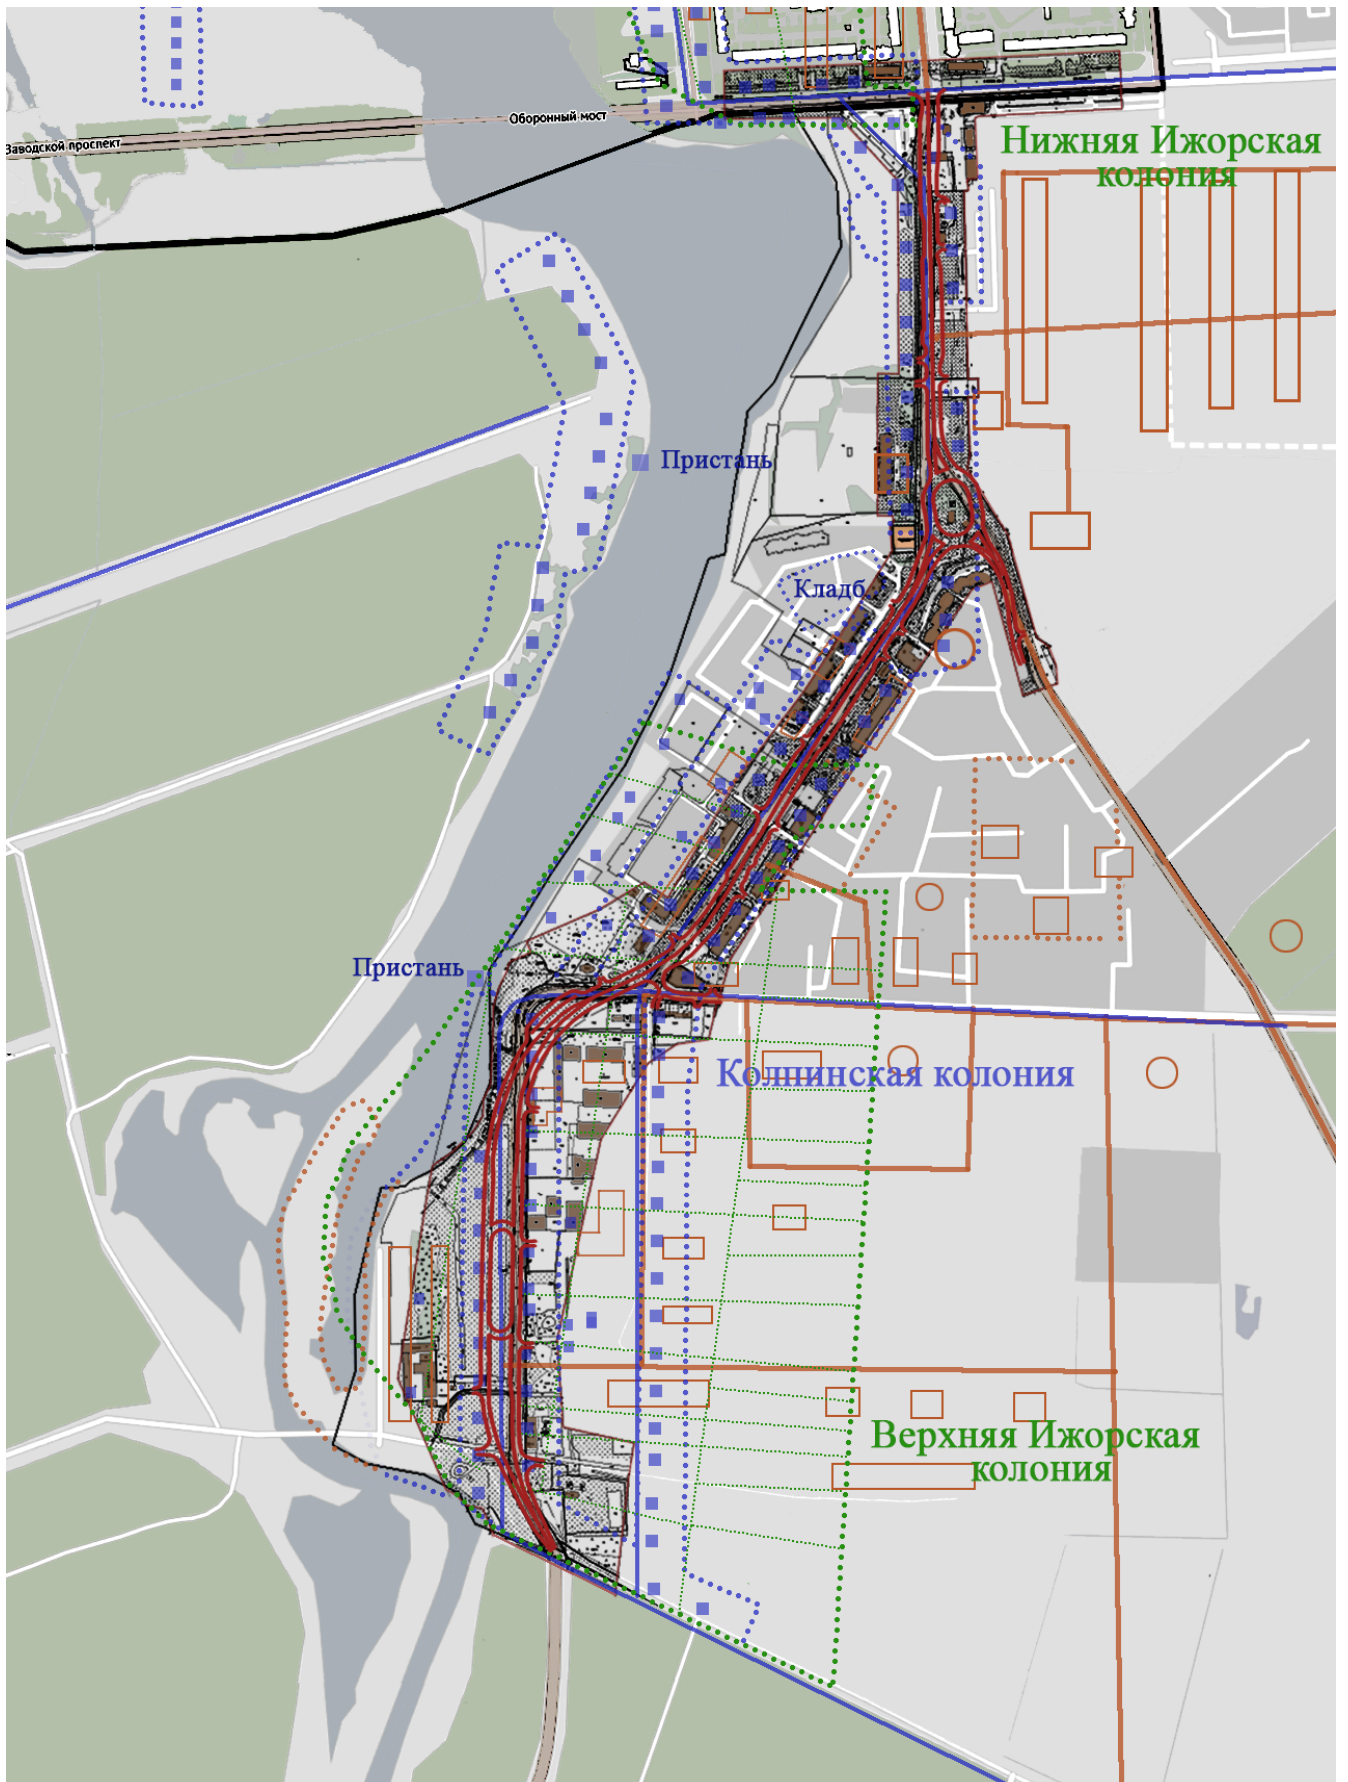 Оборонный мост
Заводской проспект
Нижняя Ижорская
колония
Пристань
Кладб.
Пристань
Колпинская колония
Верхняя Ижорская
колония